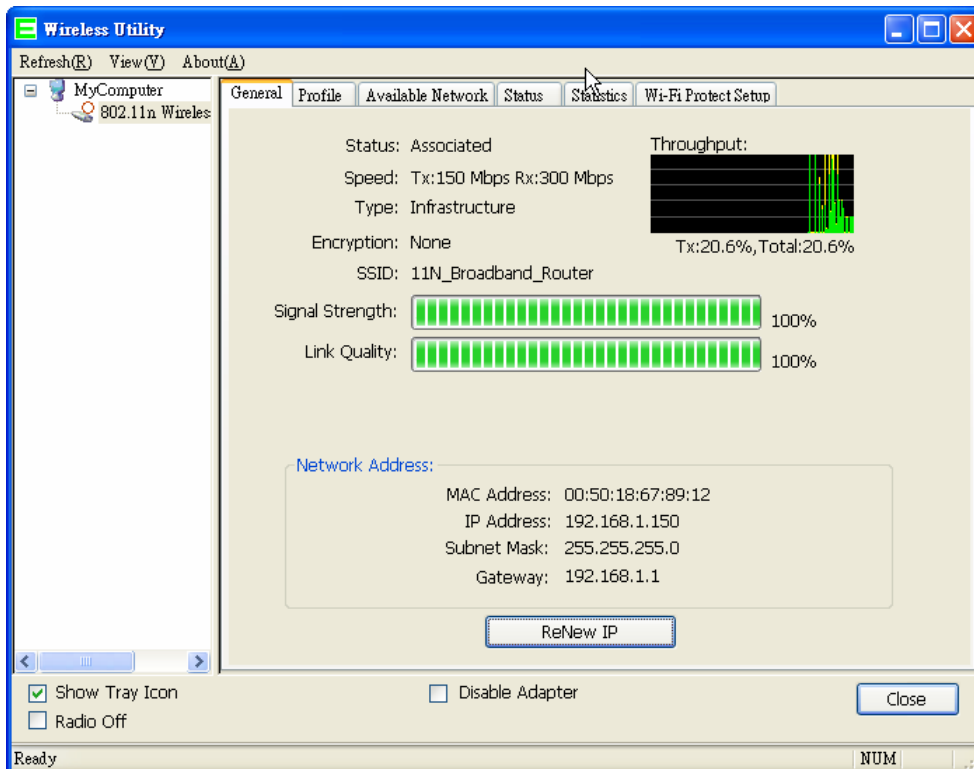 Wireless Utility
Refresh(R) View(V) About(A)
MyComputer
802.11n Wireles
General Profile Available Network Status Statistics Wi-Fi Protect Setup
Status: Associated
Throughput:
Speed: Tx:150 Mbps Rx:300 Mbps
Type: Infrastructure
Encryption: None
Tx:20.6%,Total:20.6%
SSID: 11N_Broadband_Router
Signal Strength: 100%
Link Quality: 100%
Network Address:
MAC Address: 00:50:18:67:89:12
IP Address: 192.168.1.150
Subnet Mask: 255.255.255.0
Gateway: 192.168.1.1
ReNew IP
Show Tray Icon
Disable Adapter
Close
Radio Off
Ready
NUM